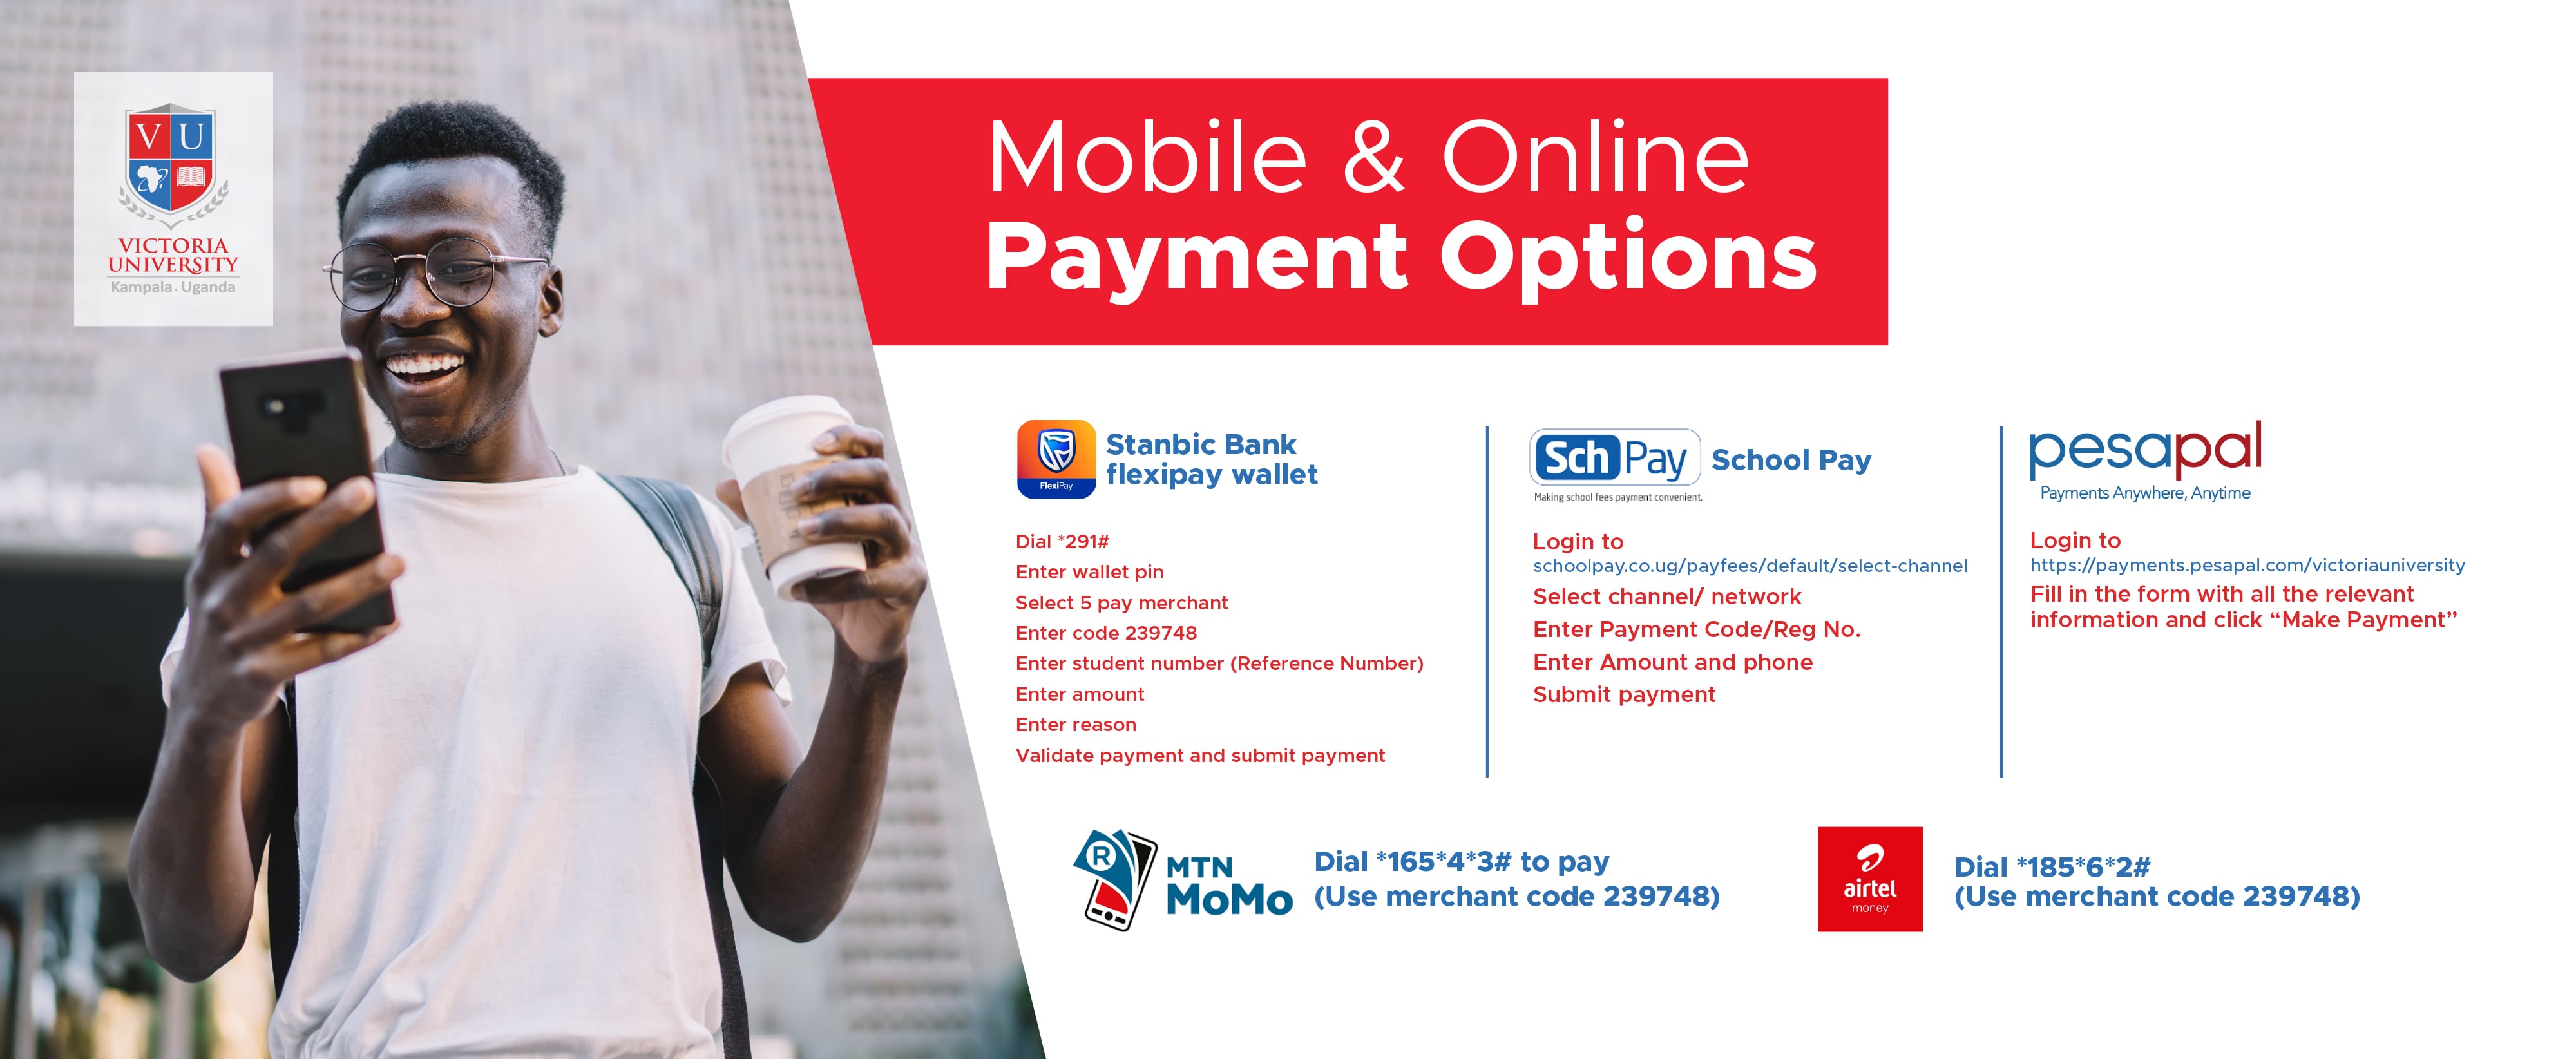 V U
VICTORIA
UNIVERSITY
Kampala . Uganda
Mobile & Online
Payment Options
FlexiPay
Stanbic Bank
flexipay wallet
Dial *291#
Enter wallet pin
Select 5 pay merchant
Enter code 239748
Enter student number (Reference Number)
Enter amount
Enter reason
Validate payment and submit payment
Sch Pay
Making school fees payment convenient.
School Pay
Login to
schoolpay.co.ug/payfees/default/select-channel
Select channel/ network
Enter Payment Code/Reg No.
Enter Amount and phone
Submit payment
pesapal
Payments Anywhere, Anytime
Login to
https://payments.pesapal.com/victoriauniversity
Fill in the form with all the relevant
information and click “Make Payment”
R
MTN
MoMo
Dial *165*4*3# to pay
(Use merchant code 239748)
airtel
money
Dial *185*6*2#
(Use merchant code 239748)